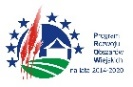 Program
Rozwoju
Obszarów
Wiejskich
na lata 2014-2020